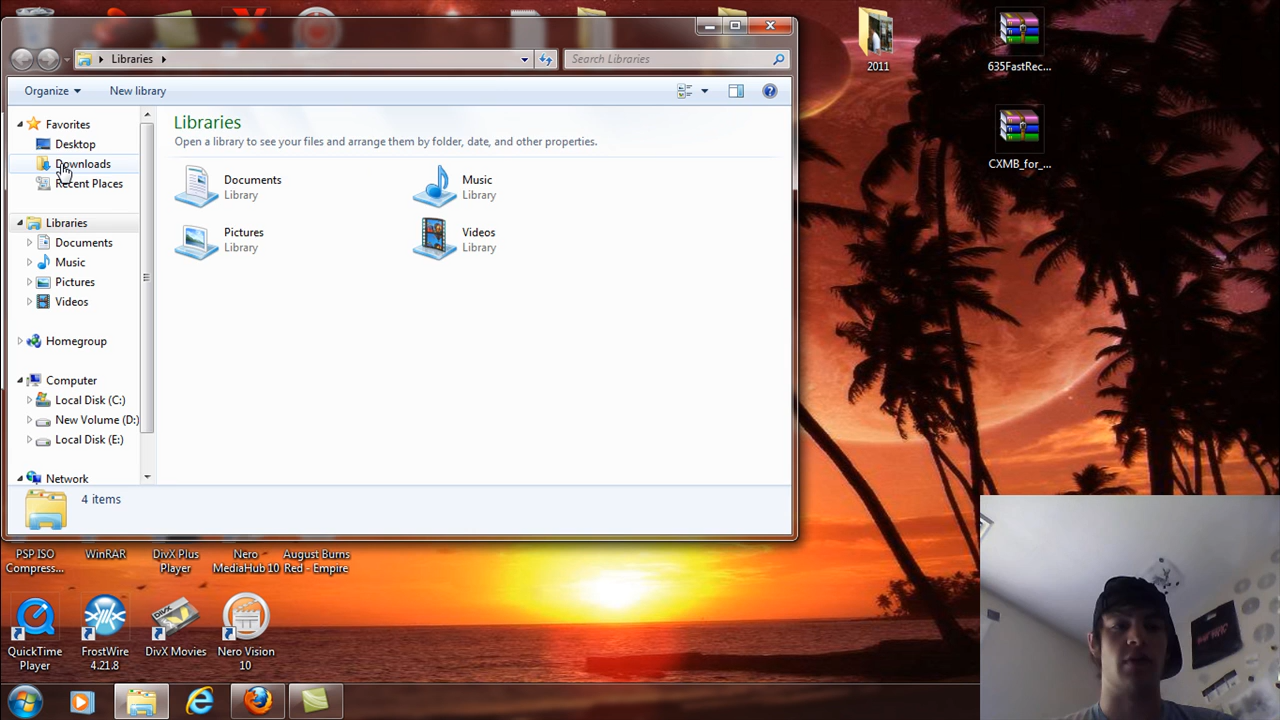 Libraries
Search Libraries
Organize
New library
Favorites
Desktop
Downloads
Recent Places
Libraries
Documents
Music
Pictures
Videos
Homegroup
Computer
Local Disk (C:)
New Volume (D:)
Local Disk (E:)
Network
Libraries
Open a library to see your files and arrange them by folder, date, and other properties.
Documents
Library
Music
Library
Pictures
Library
Videos
Library
4 items
2011
635FastRec...
CXMB_for_...
PSP ISO
Compress...
WinRAR
DivX Plus
Player
Nero
MediaHub 10
August Burns
Red - Empire
QuickTime
Player
FrostWire
4.21.8
DivX Movies
Nero Vision
10